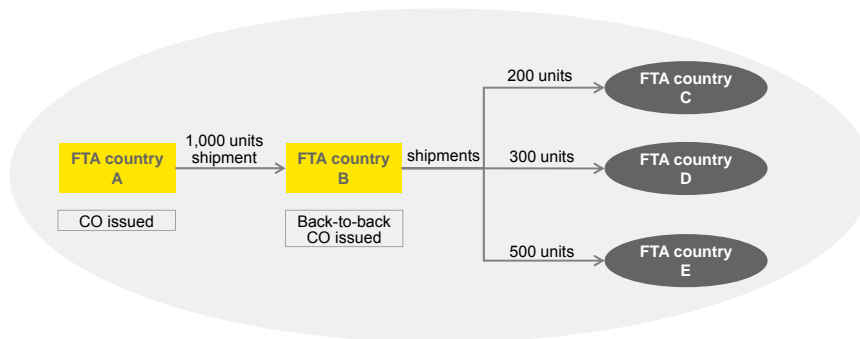 FTA country
A
CO issued
1,000 units
shipment
FTA country
B
Back-to-back
CO issued
shipments
200 units
FTA country
C
300 units
FTA country
D
500 units
FTA country
E